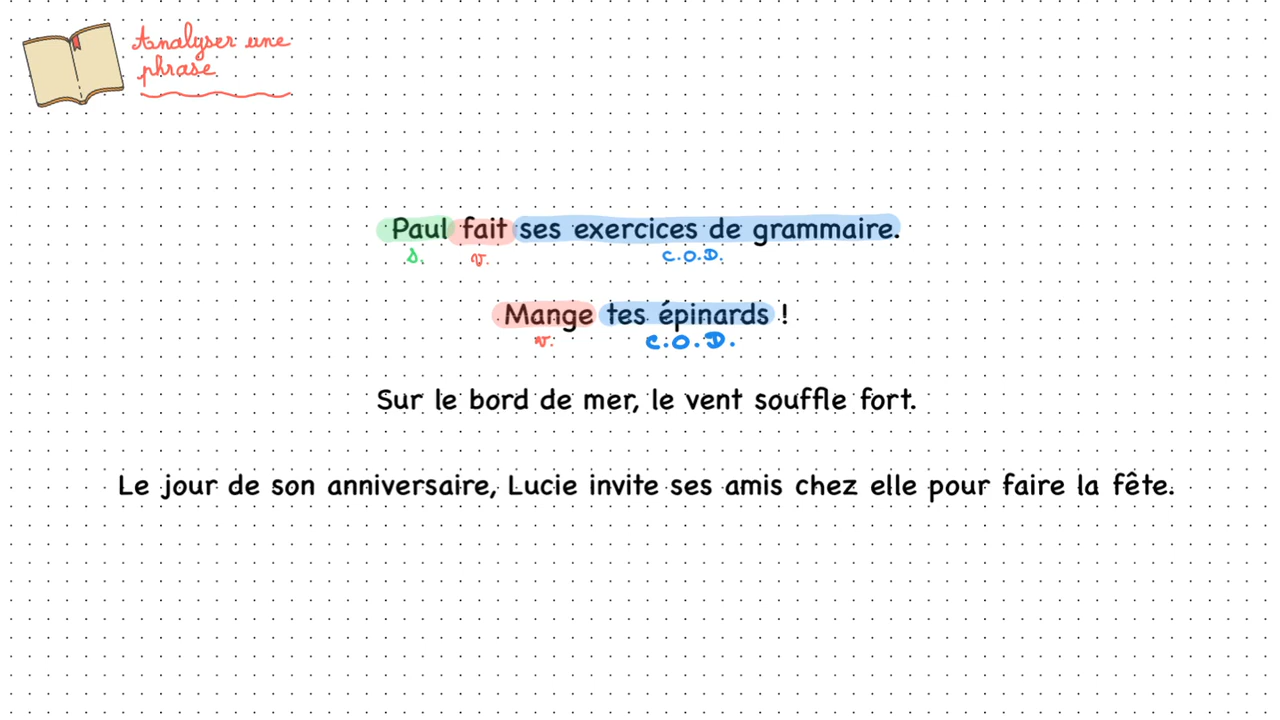 Analyser une
phrase
Paul fait ses exercices de grammaire.
S. v. C.O.D.
Mange tes épinards !
v. C.O.D.
Sur le bord de mer, le vent souffle fort.
Le jour de son anniversaire, Lucie invite ses amis chez elle pour faire la fête.